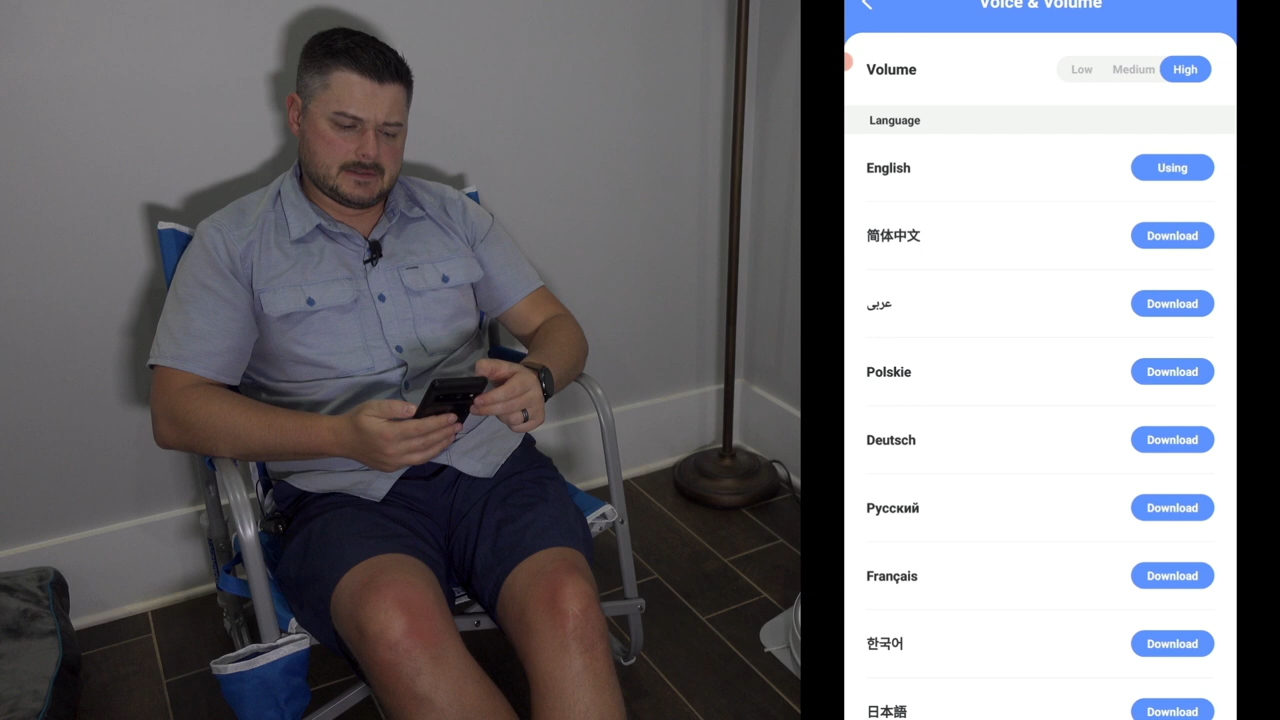 Voice & Volume
Volume Low Medium High
Language
English Using
简体中文 Download
عربى Download
Polskie Download
Deutsch Download
Русский Download
Français Download
한국어 Download
日本語 Download